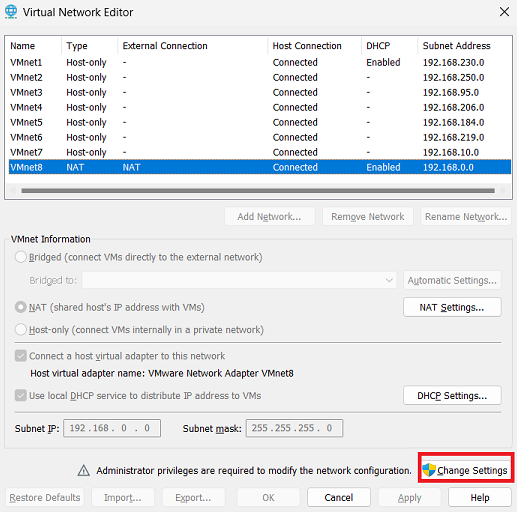 Virtual Network Editor
Name Type External Connection Host Connection DHCP Subnet Address
VMnet1 Host-only - Connected Enabled 192.168.230.0
VMnet2 Host-only - Connected - 192.168.250.0
VMnet3 Host-only - Connected - 192.168.95.0
VMnet4 Host-only - Connected - 192.168.206.0
VMnet5 Host-only - Connected - 192.168.184.0
VMnet6 Host-only - Connected - 192.168.219.0
VMnet7 Host-only - Connected - 192.168.10.0
VMnet8 NAT NAT Connected Enabled 192.168.0.0
Add Network... Remove Network Rename Network...
VMnet Information
Bridged (connect VMs directly to the external network)
Bridged to: Automatic Settings...
NAT (shared host's IP address with VMs) NAT Settings...
Host-only (connect VMs internally in a private network)
Connect a host virtual adapter to this network
Host virtual adapter name: VMware Network Adapter VMnet8
Use local DHCP service to distribute IP address to VMs DHCP Settings...
Subnet IP: 192.168. 0 . 0 Subnet mask: 255.255.255. 0
Administrator privileges are required to modify the network configuration. Change Settings
Restore Defaults Import... Export... OK Cancel Apply Help